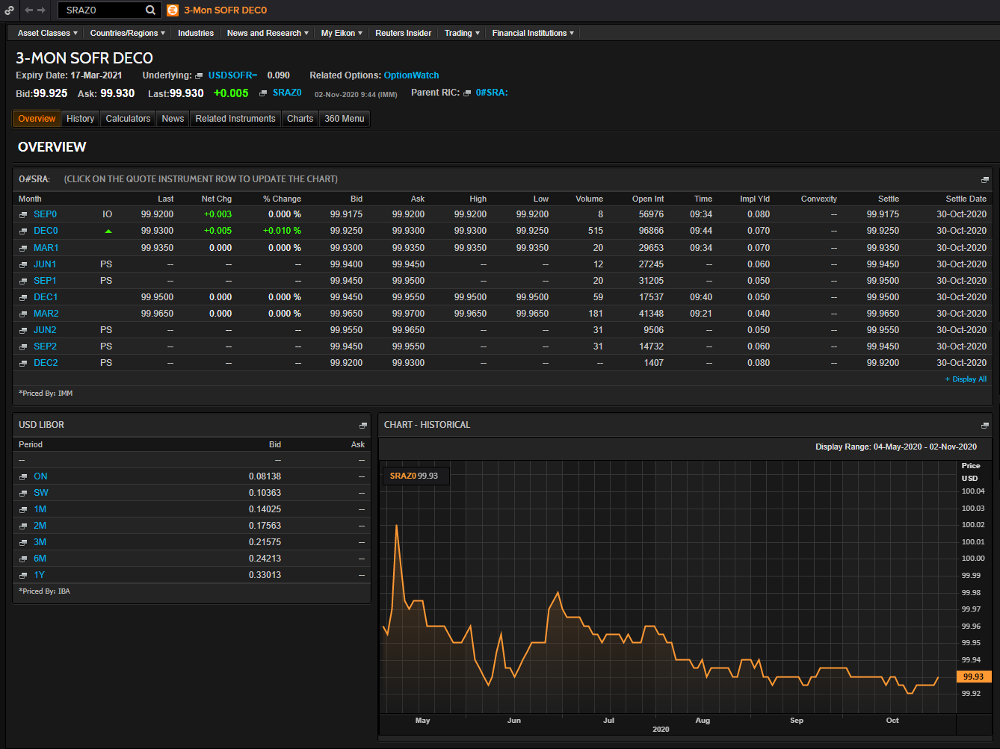 SRAZ0 3-Mon SOFR DEC0
Asset Classes Countries/Regions Industries News and Research My Eikon Reuters Insider Trading Financial Institutions
3-MON SOFR DEC0
Expiry Date: 17-Mar-2021 Underlying: USDSOFR= 0.090 Related Options: OptionWatch
Bid:99.925 Ask: 99.930 Last:99.930 +0.005 SRAZ0 02-Nov-2020 9:44 (IMM) Parent RIC: 0#SRA:
Overview History Calculators News Related Instruments Charts 360 Menu
OVERVIEW
0#SRA: (CLICK ON THE QUOTE INSTRUMENT ROW TO UPDATE THE CHART)
Month Last Net Chg % Change Bid Ask High Low Volume Open Int Time Impl Yld Convexity Settle Settle Date
SEP0 IO 99.9200 +0.003 0.000 % 99.9175 99.9200 99.9200 99.9200 8 56976 09:34 0.080 -- 99.9175 30-Oct-2020
DEC0 99.9300 +0.005 +0.010 % 99.9250 99.9300 99.9300 99.9250 515 96866 09:44 0.070 -- 99.9250 30-Oct-2020
MAR1 99.9350 0.000 0.000 % 99.9300 99.9350 99.9350 99.9350 20 29653 09:34 0.070 -- 99.9350 30-Oct-2020
JUN1 PS -- -- -- 99.9400 99.9450 -- -- 12 27245 -- 0.060 -- 99.9450 30-Oct-2020
SEP1 PS -- -- -- 99.9450 99.9500 -- -- 20 31205 -- 0.050 -- 99.9500 30-Oct-2020
DEC1 99.9500 0.000 0.000 % 99.9450 99.9550 99.9500 99.9500 59 17537 09:40 0.050 -- 99.9500 30-Oct-2020
MAR2 99.9650 0.000 0.000 % 99.9650 99.9700 99.9650 99.9650 181 41348 09:21 0.040 -- 99.9650 30-Oct-2020
JUN2 PS -- -- -- 99.9550 99.9650 -- -- 31 9506 -- 0.050 -- 99.9550 30-Oct-2020
SEP2 PS -- -- -- 99.9450 99.9550 -- -- 31 14732 -- 0.060 -- 99.9450 30-Oct-2020
DEC2 PS -- -- -- 99.9200 99.9300 -- -- -- 1407 -- 0.080 -- 99.9200 30-Oct-2020
+ Display All
*Priced By: IMM
USD LIBOR
Period Bid Ask
-- -- --
ON 0.08138 --
SW 0.10363 --
1M 0.14025 --
2M 0.17563 --
3M 0.21575 --
6M 0.24213 --
1Y 0.33013 --
*Priced By: IBA
CHART - HISTORICAL
Display Range: 04-May-2020 - 02-Nov-2020
SRAZ0 99.93
Price
USD
100.04
100.03
100.02
100.01
100.00
99.99
99.98
99.97
99.96
99.95
99.94
99.93
99.92
May Jun Jul Aug Sep Oct
2020